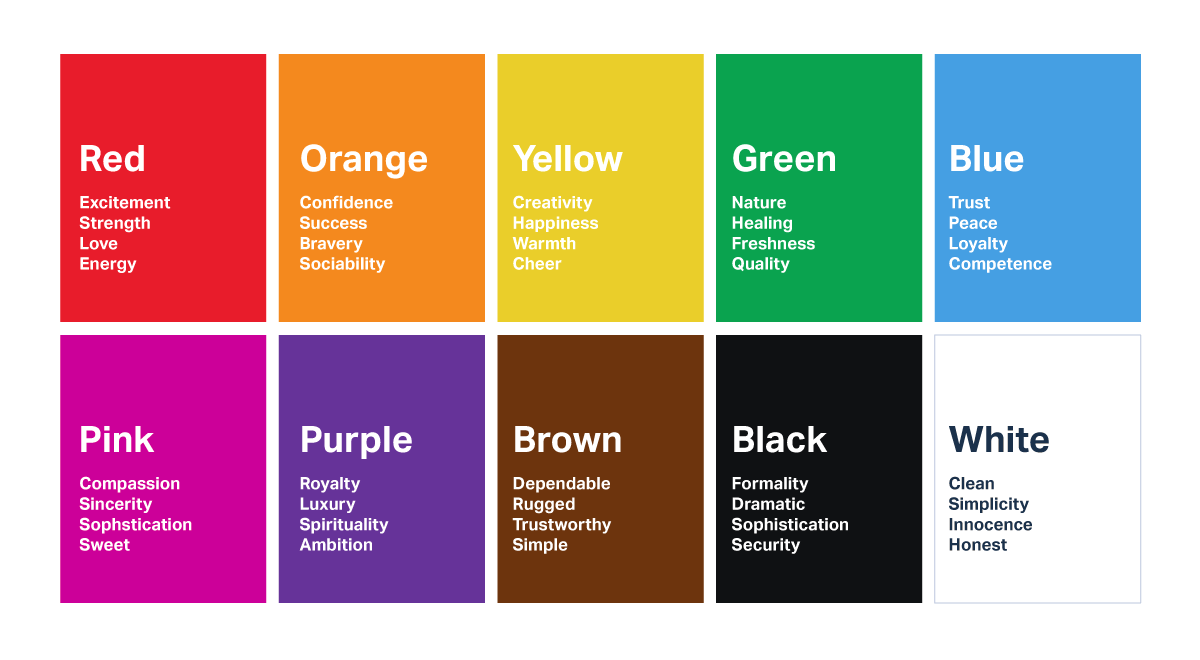 Red
Excitement
Strength
Love
Energy
Orange
Confidence
Success
Bravery
Sociability
Yellow
Creativity
Happiness
Warmth
Cheer
Green
Nature
Healing
Freshness
Quality
Blue
Trust
Peace
Loyalty
Competence
Pink
Compassion
Sincerity
Sophstication
Sweet
Purple
Royalty
Luxury
Spirituality
Ambition
Brown
Dependable
Rugged
Trustworthy
Simple
Black
Formality
Dramatic
Sophistication
Security
White
Clean
Simplicity
Innocence
Honest